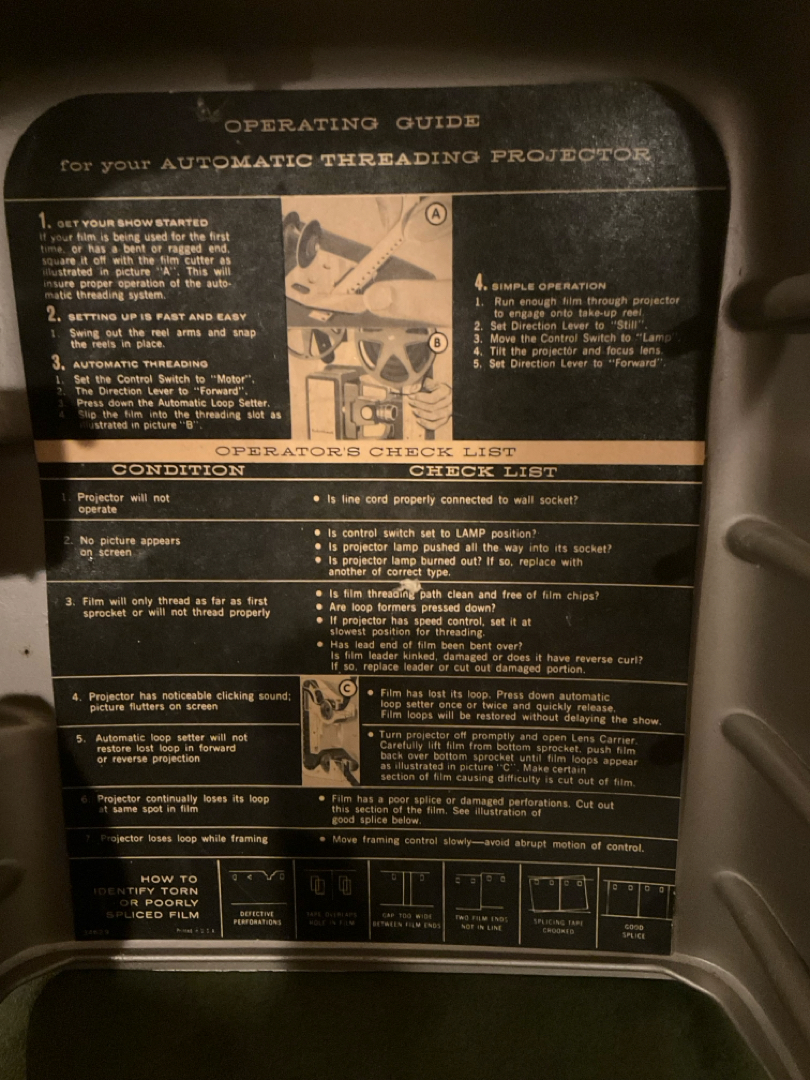 OPERATING GUIDE
for your AUTOMATIC THREADING PROJECTOR
1. GET YOUR SHOW STARTED
If your film is being used for the first
time, or has a bent or ragged end,
square it off with the film cutter as
illustrated in picture "A". This will
insure proper operation of the auto-
matic threading system.
2. SETTING UP IS FAST AND EASY
1. Swing out the reel arms and snap
the reels in place.
3. AUTOMATIC THREADING
1. Set the Control Switch to "Motor".
2. The Direction Lever to "Forward".
3. Press down the Automatic Loop Setter.
4. Slip the film into the threading slot as
illustrated in picture "B".
A
B
4. SIMPLE OPERATION
1. Run enough film through projector
to engage onto take-up reel.
2. Set Direction Lever to "Still".
3. Move the Control Switch to "Lamp".
4. Tilt the projector and focus lens.
5. Set Direction Lever to "Forward".
OPERATOR'S CHECK LIST
CONDITION CHECK LIST
1. Projector will not
operate
• Is line cord properly connected to wall socket?
2. No picture appears
on screen
• Is control switch set to LAMP position?
• Is projector lamp pushed all the way into its socket?
• Is projector lamp burned out? If so, replace with
another of correct type.
3. Film will only thread as far as first
sprocket or will not thread properly
• Is film threading path clean and free of film chips?
• Are loop formers pressed down?
• If projector has speed control, set it at
slowest position for threading.
• Has lead end of film been bent over?
Is film leader kinked, damaged or does it have reverse curl?
If so, replace leader or cut out damaged portion.
4. Projector has noticeable clicking sound;
picture flutters on screen
C
• Film has lost its loop. Press down automatic
loop setter once or twice and quickly release.
Film loops will be restored without delaying the show.
5. Automatic loop setter will not
restore lost loop in forward
or reverse projection
• Turn projector off promptly and open Lens Carrier.
Carefully lift film from bottom sprocket, push film
back over bottom sprocket until film loops appear
as illustrated in picture "C". Make certain
section of film causing difficulty is cut out of film.
6. Projector continually loses its loop
at same spot in film
• Film has a poor splice or damaged perforations. Cut out
this section of the film. See illustration of
good splice below.
7. Projector loses loop while framing
• Move framing control slowly—avoid abrupt motion of control.
HOW TO
IDENTIFY TORN
OR POORLY
SPLICED FILM
Printed in U.S.A.
DEFECTIVE
PERFORATIONS
TAPE OVERLAPS
HOLE IN FILM
GAP TOO WIDE
BETWEEN FILM ENDS
TWO FILM ENDS
NOT IN LINE
SPLICING TAPE
CROOKED
GOOD
SPLICE